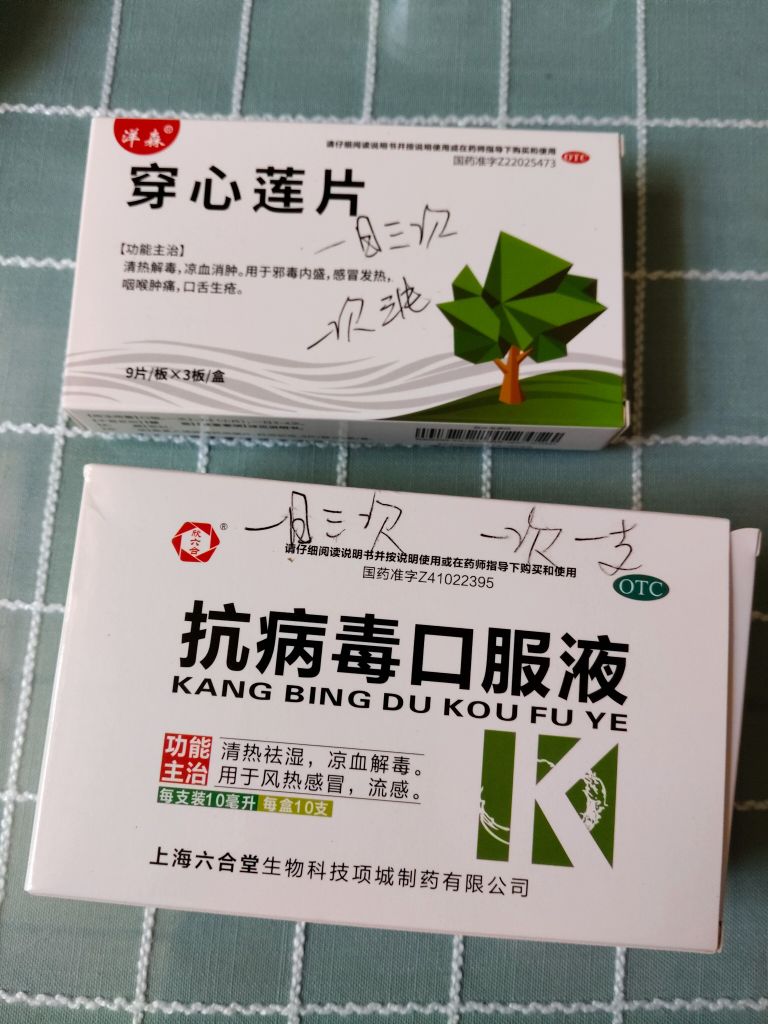 洋森®
请仔细阅读说明书并按说明使用或在药师指导下购买和使用
国药准字Z22025473
OTC
穿心莲片
一日三次
【功能主治】
清热解毒,凉血消肿。用于邪毒内盛,感冒发热,
咽喉肿痛,口舌生疮。
一次三
9片/板×3板/盒
一日三次 一次一支
欣六合®
请仔细阅读说明书并按说明使用或在药师指导下购买和使用
国药准字Z41022395
OTC
抗病毒口服液
KANG BING DU KOU FU YE
功能主治
清热祛湿，凉血解毒。
用于风热感冒，流感。
每支装10毫升 每盒10支
K
上海六合堂生物科技项城制药有限公司